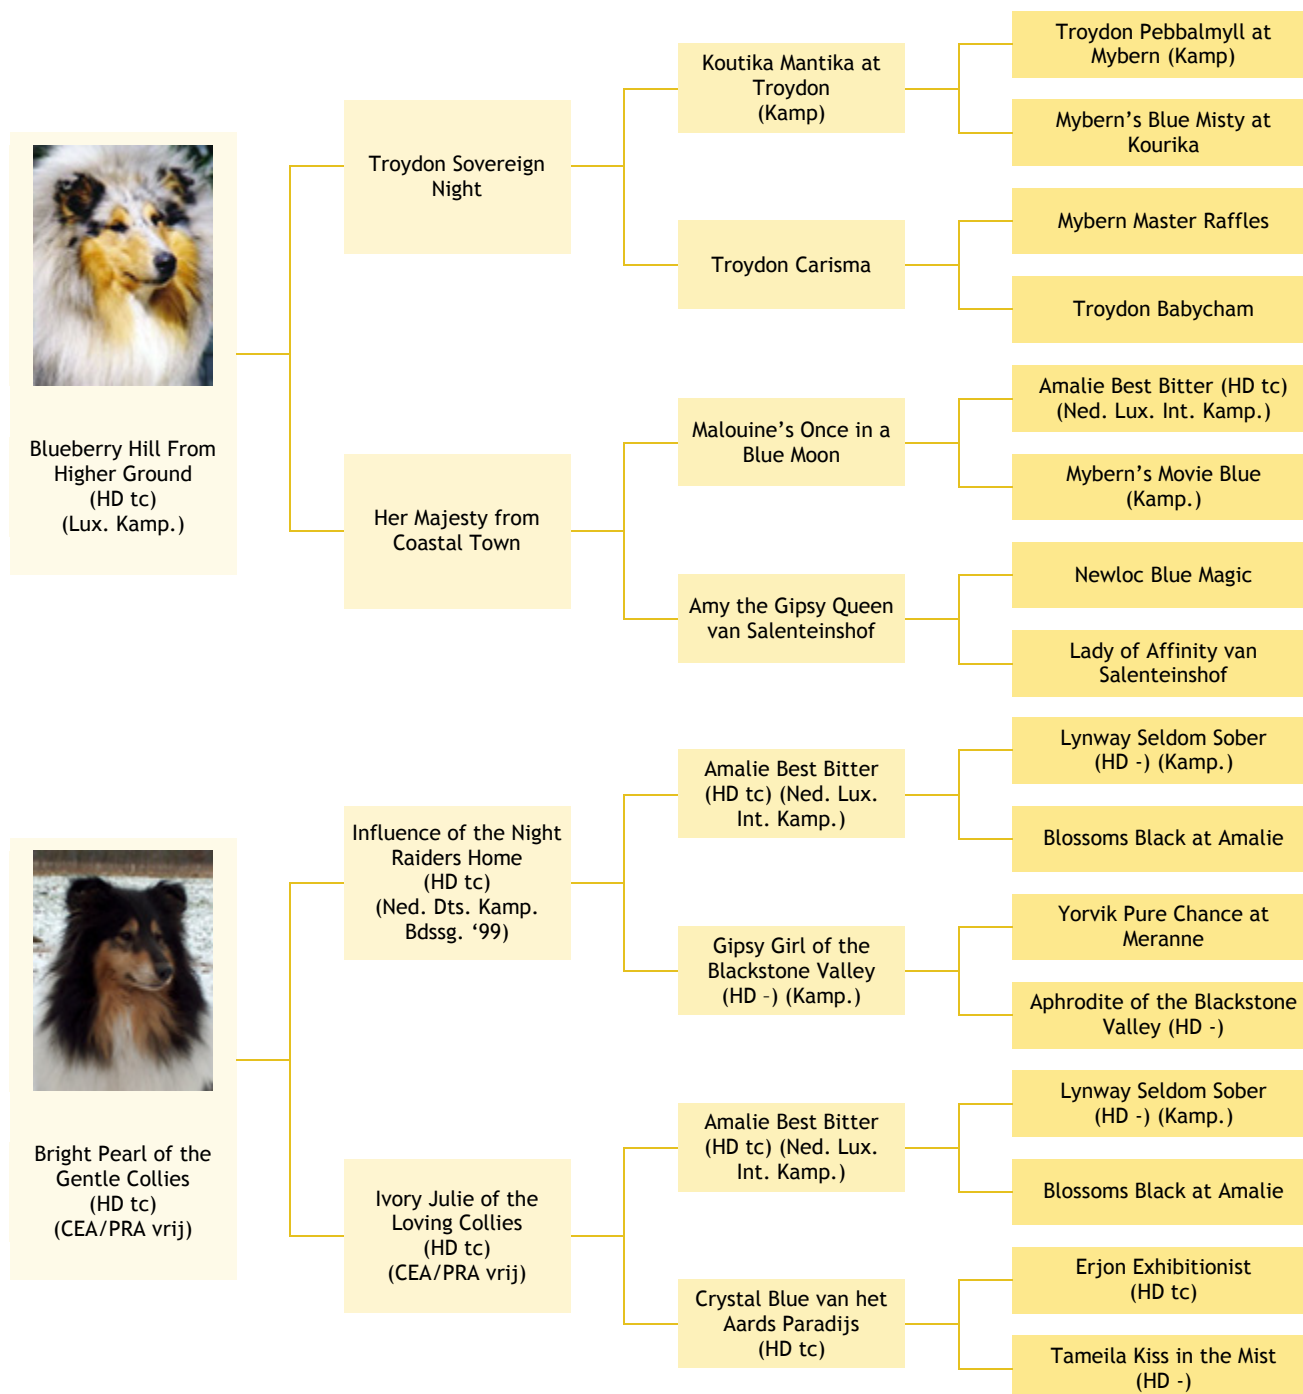 Blueberry Hill From
Higher Ground
(HD tc)
(Lux. Kamp.)
Troydon Sovereign
Night
Her Majesty from
Coastal Town
Koutika Mantika at
Troydon
(Kamp)
Troydon Carisma
Malouine’s Once in a
Blue Moon
Amy the Gipsy Queen
van Salenteinshof
Troydon Pebbalmyll at
Mybern (Kamp)
Mybern’s Blue Misty at
Kourika
Mybern Master Raffles
Troydon Babycham
Amalie Best Bitter (HD tc)
(Ned. Lux. Int. Kamp.)
Mybern’s Movie Blue
(Kamp.)
Newloc Blue Magic
Lady of Affinity van
Salenteinshof
Bright Pearl of the
Gentle Collies
(HD tc)
(CEA/PRA vrij)
Influence of the Night
Raiders Home
(HD tc)
(Ned. Dts. Kamp.
Bdssg. ‘99)
Ivory Julie of the
Loving Collies
(HD tc)
(CEA/PRA vrij)
Amalie Best Bitter
(HD tc) (Ned. Lux.
Int. Kamp.)
Gipsy Girl of the
Blackstone Valley
(HD –) (Kamp.)
Amalie Best Bitter
(HD tc) (Ned. Lux.
Int. Kamp.)
Crystal Blue van het
Aards Paradijs
(HD tc)
Lynway Seldom Sober
(HD -) (Kamp.)
Blossoms Black at Amalie
Yorvik Pure Chance at
Meranne
Aphrodite of the Blackstone
Valley (HD -)
Lynway Seldom Sober
(HD -) (Kamp.)
Blossoms Black at Amalie
Erjon Exhibitionist
(HD tc)
Tameila Kiss in the Mist
(HD -)